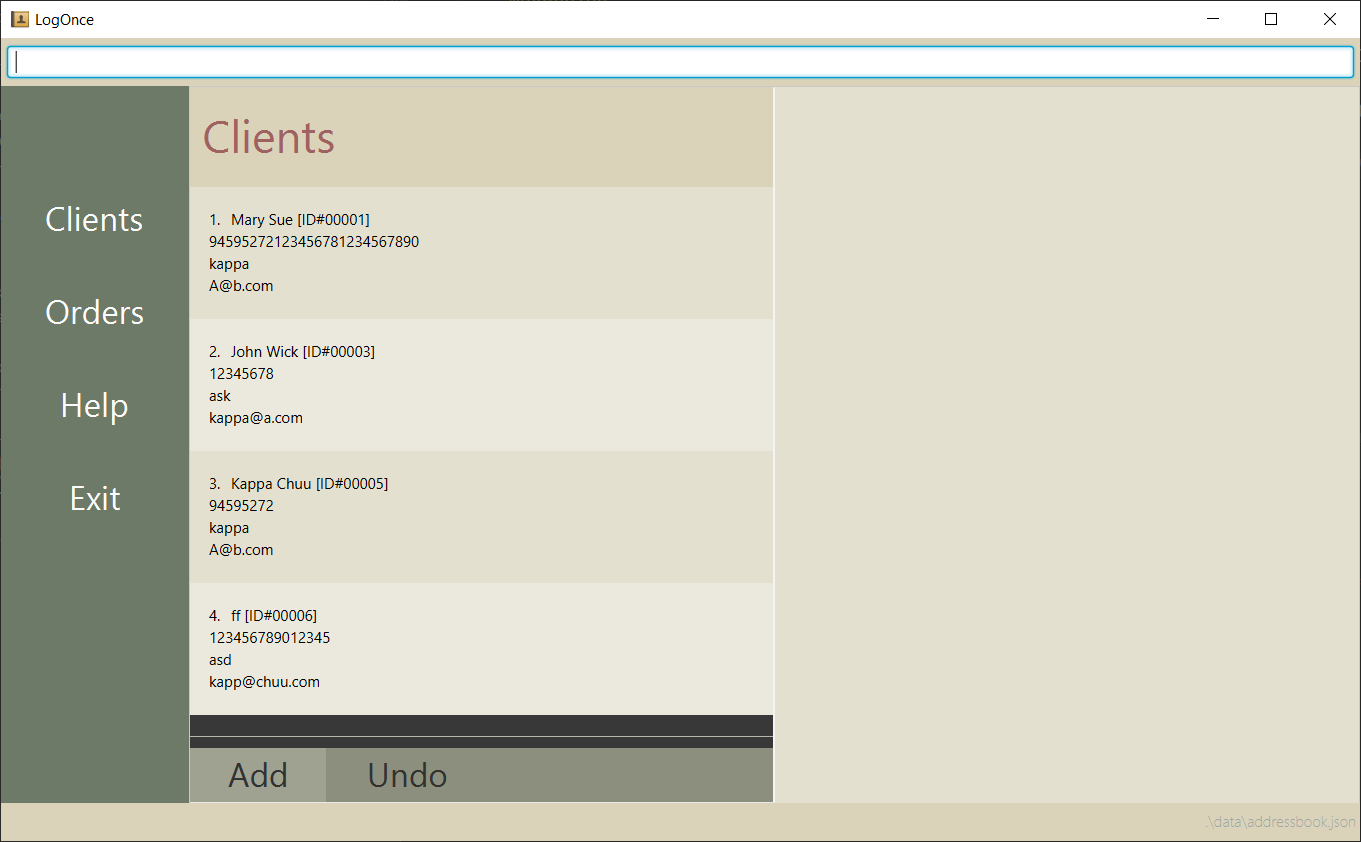 LogOnce
Clients
Orders
Help
Exit
Clients
1. Mary Sue [ID#00001]
94595272123456781234567890
kappa
A@b.com
2. John Wick [ID#00003]
12345678
ask
kappa@a.com
3. Kappa Chuu [ID#00005]
94595272
kappa
A@b.com
4. ff [ID#00006]
123456789012345
asd
kapp@chuu.com
Add
Undo
.\data\addressbook.json